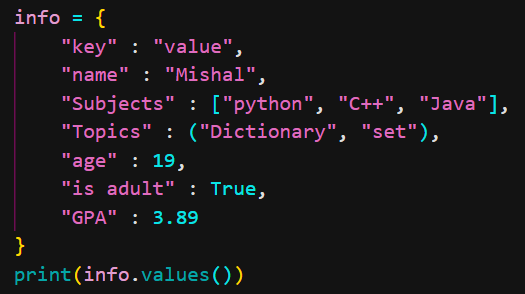 info = {
    "key" : "value",
    "name" : "Mishal",
    "Subjects" : ["python", "C++", "Java"],
    "Topics" : ("Dictionary", "set"),
    "age" : 19,
    "is adult" : True,
    "GPA" : 3.89
}
print(info.values())